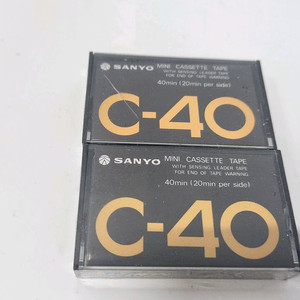 SANYO MINI CASSETTE TAPE
WITH SENSING LEADER TAPE
FOR END OF TAPE WARNING
40min (20min per side)
C-40
SANYO MINI CASSETTE TAPE
WITH SENSING LEADER TAPE
FOR END OF TAPE WARNING
40min (20min per side)
C-40